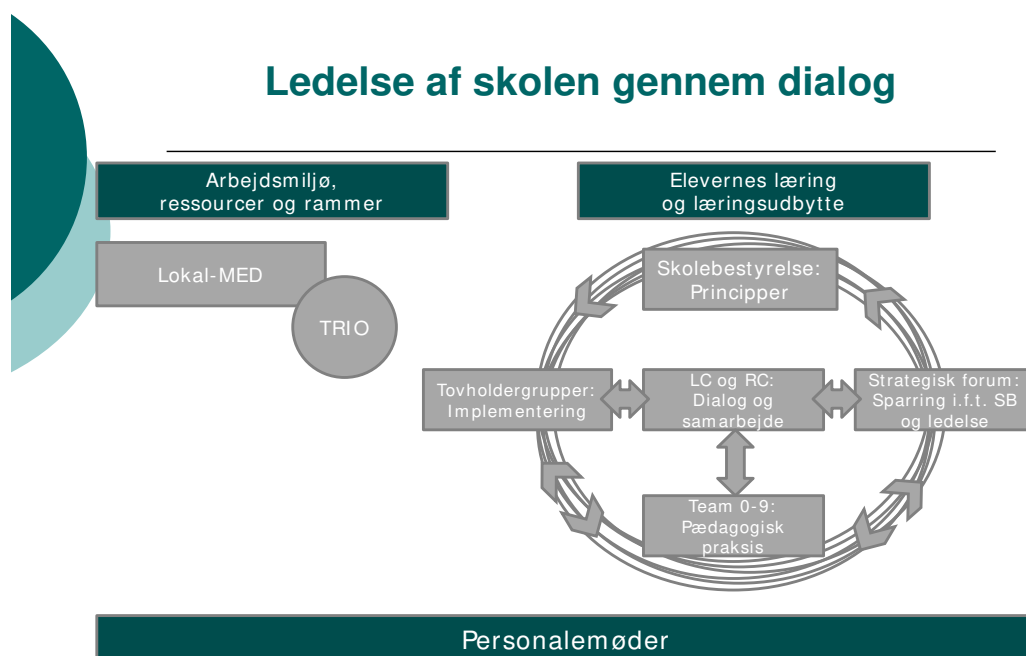 Ledelse af skolen gennem dialog
Arbejdsmiljø,
ressourcer og rammer
Elevernes læring
og læringsudbytte
Lokal-MED
TRIO
Skolebestyrelse:
Principper
Tovholdergrupper:
Implementering
LC og RC:
Dialog og
samarbejde
Strategisk forum:
Sparring i.f.t. SB
og ledelse
Team 0-9:
Pædagogisk
praksis
Personalemøder